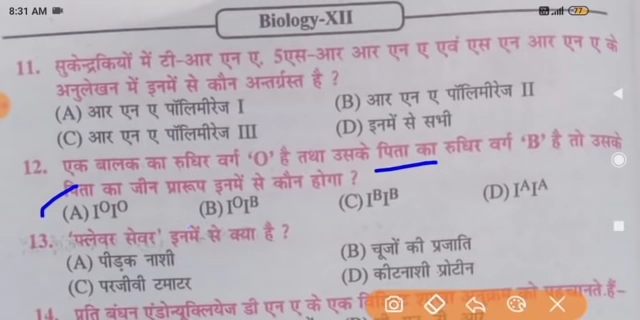 8:31 AM
77
Biology-XII
11. सुकेन्द्रकियों में टी-आर एन ए, 5एस-आर आर एन ए एवं एस एन आर एन ए के
अनुलेखन में इनमें से कौन अन्तर्ग्रस्त है ?
(A) आर एन ए पॉलिमीरेज I (B) आर एन ए पॉलिमीरेज II
(C) आर एन ए पॉलिमीरेज III (D) इनमें से सभी
12. एक बालक का रुधिर वर्ग 'O' है तथा उसके पिता का रुधिर वर्ग 'B' है तो उसके
पिता का जीन प्रारूप इनमें से कौन होगा ?
(A) IOIO (B) IOIB (C) IBIB (D) IAIA
13. 'फ्लेवर सेवर' इनमें से क्या है ?
(A) पीड़क नाशी (B) चूजों की प्रजाति
(C) परजीवी टमाटर (D) कीटनाशी प्रोटीन
14. प्रति बंधन एंडोन्यूक्लियेज डी एन ए के एक को पहचानते हैं-